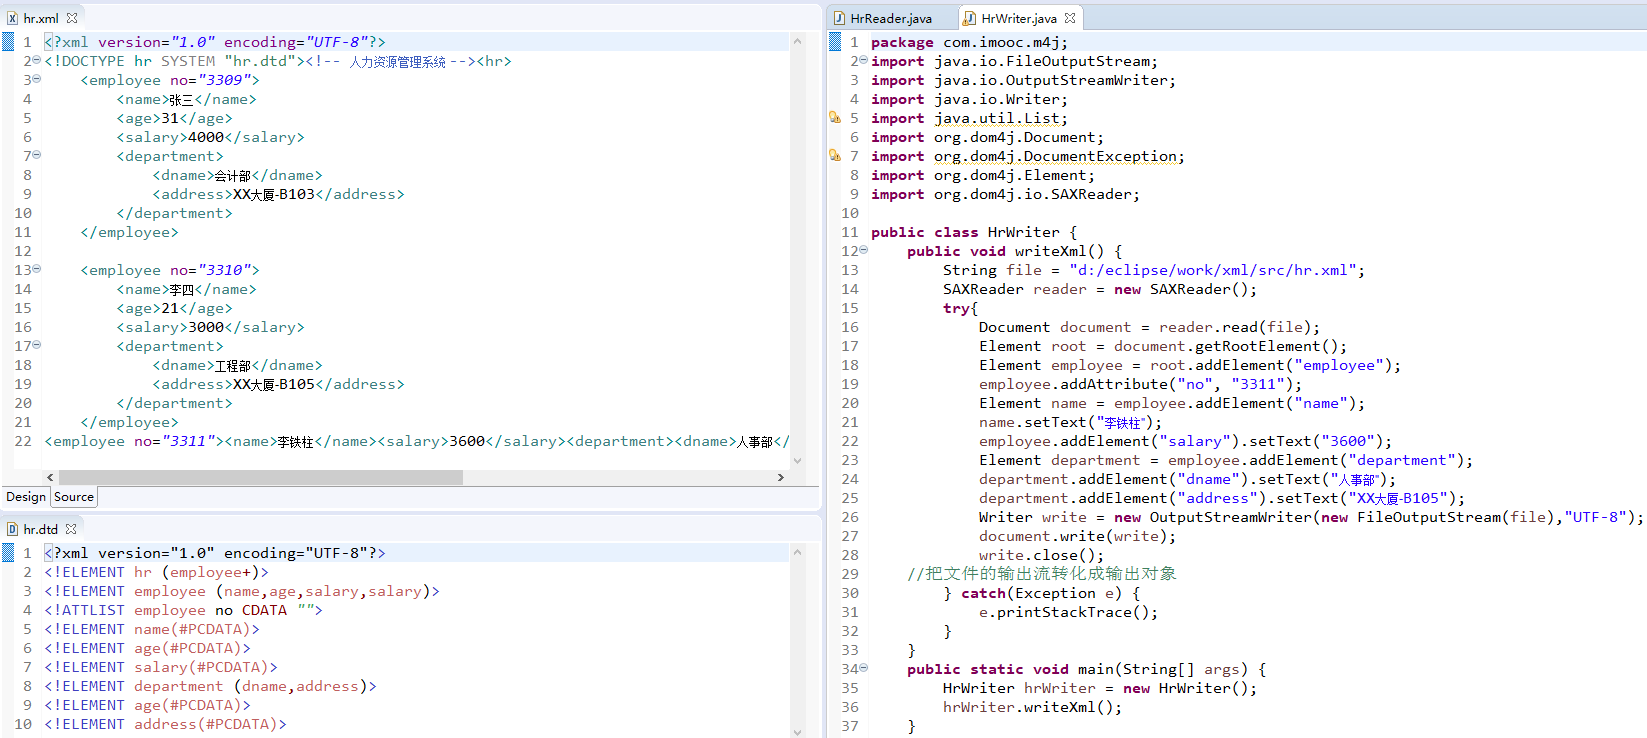 hr.xml
1 <?xml version="1.0" encoding="UTF-8"?>
2 <!DOCTYPE hr SYSTEM "hr.dtd"><!-- 人力资源管理系统 --><hr>
3     <employee no="3309">
4         <name>张三</name>
5         <age>31</age>
6         <salary>4000</salary>
7         <department>
8             <dname>会计部</dname>
9             <address>XX大厦-B103</address>
10         </department>
11     </employee>
12
13     <employee no="3310">
14         <name>李四</name>
15         <age>21</age>
16         <salary>3000</salary>
17         <department>
18             <dname>工程部</dname>
19             <address>XX大厦-B105</address>
20         </department>
21     </employee>
22 <employee no="3311"><name>李铁柱</name><salary>3600</salary><department><dname>人事部</
Design Source
hr.dtd
1 <?xml version="1.0" encoding="UTF-8"?>
2 <!ELEMENT hr (employee+)>
3 <!ELEMENT employee (name,age,salary,salary)>
4 <!ATTLIST employee no CDATA "">
5 <!ELEMENT name(#PCDATA)>
6 <!ELEMENT age(#PCDATA)>
7 <!ELEMENT salary(#PCDATA)>
8 <!ELEMENT department (dname,address)>
9 <!ELEMENT age(#PCDATA)>
10 <!ELEMENT address(#PCDATA)>
HrReader.java HrWriter.java
1 package com.imooc.m4j;
2 import java.io.FileOutputStream;
3 import java.io.OutputStreamWriter;
4 import java.io.Writer;
5 import java.util.List;
6 import org.dom4j.Document;
7 import org.dom4j.DocumentException;
8 import org.dom4j.Element;
9 import org.dom4j.io.SAXReader;
10
11 public class HrWriter {
12     public void writeXml() {
13         String file = "d:/eclipse/work/xml/src/hr.xml";
14         SAXReader reader = new SAXReader();
15         try{
16             Document document = reader.read(file);
17             Element root = document.getRootElement();
18             Element employee = root.addElement("employee");
19             employee.addAttribute("no", "3311");
20             Element name = employee.addElement("name");
21             name.setText("李铁柱");
22             employee.addElement("salary").setText("3600");
23             Element department = employee.addElement("department");
24             department.addElement("dname").setText("人事部");
25             department.addElement("address").setText("XX大厦-B105");
26             Writer write = new OutputStreamWriter(new FileOutputStream(file),"UTF-8");
27             document.write(write);
28             write.close();
29     //把文件的输出流转化成输出对象
30         } catch(Exception e) {
31             e.printStackTrace();
32         }
33     }
34     public static void main(String[] args) {
35         HrWriter hrWriter = new HrWriter();
36         hrWriter.writeXml();
37     }